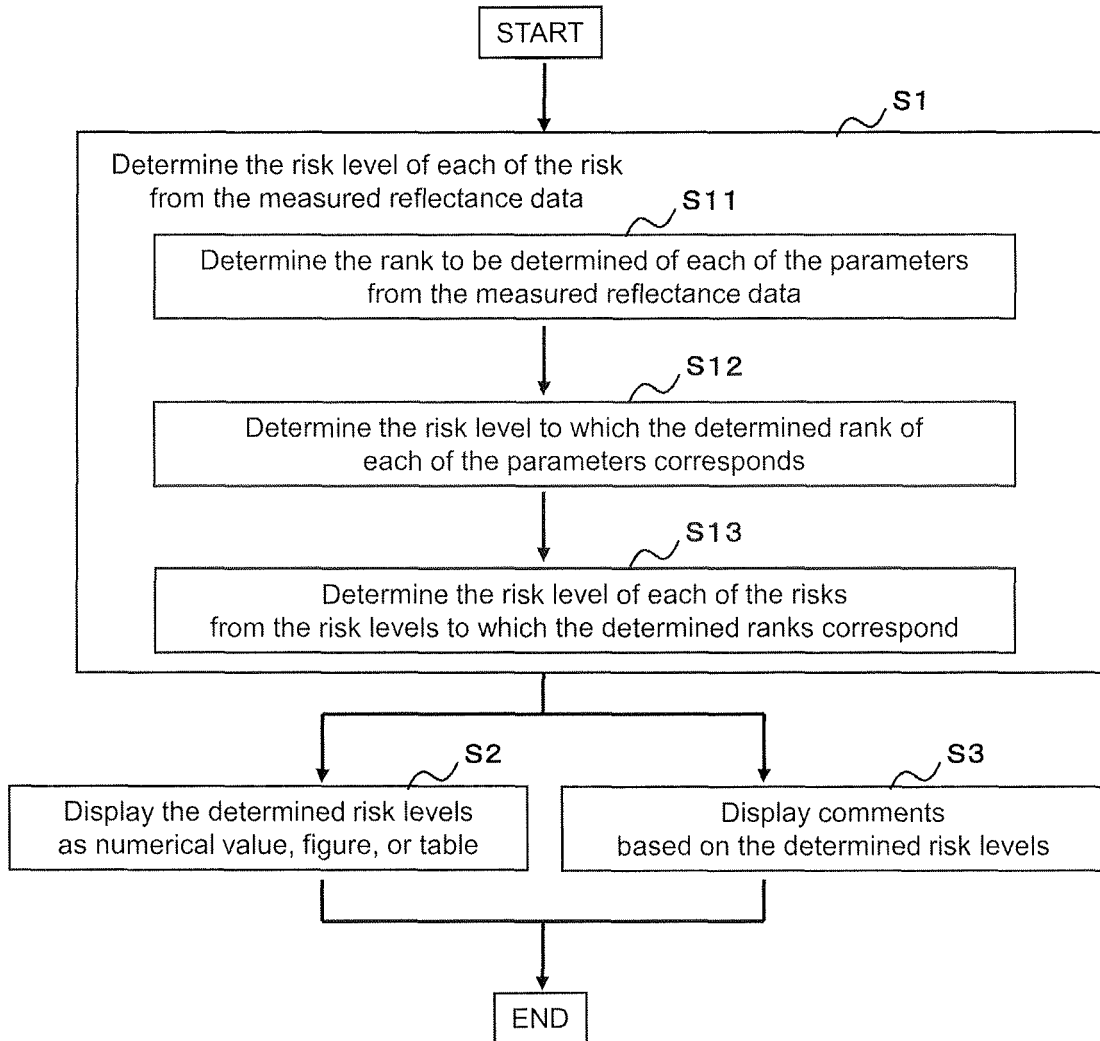 START
S1
Determine the risk level of each of the risk
from the measured reflectance data
S11
Determine the rank to be determined of each of the parameters
from the measured reflectance data
S12
Determine the risk level to which the determined rank of
each of the parameters corresponds
S13
Determine the risk level of each of the risks
from the risk levels to which the determined ranks correspond
S2
Display the determined risk levels
as numerical value, figure, or table
S3
Display comments
based on the determined risk levels
END